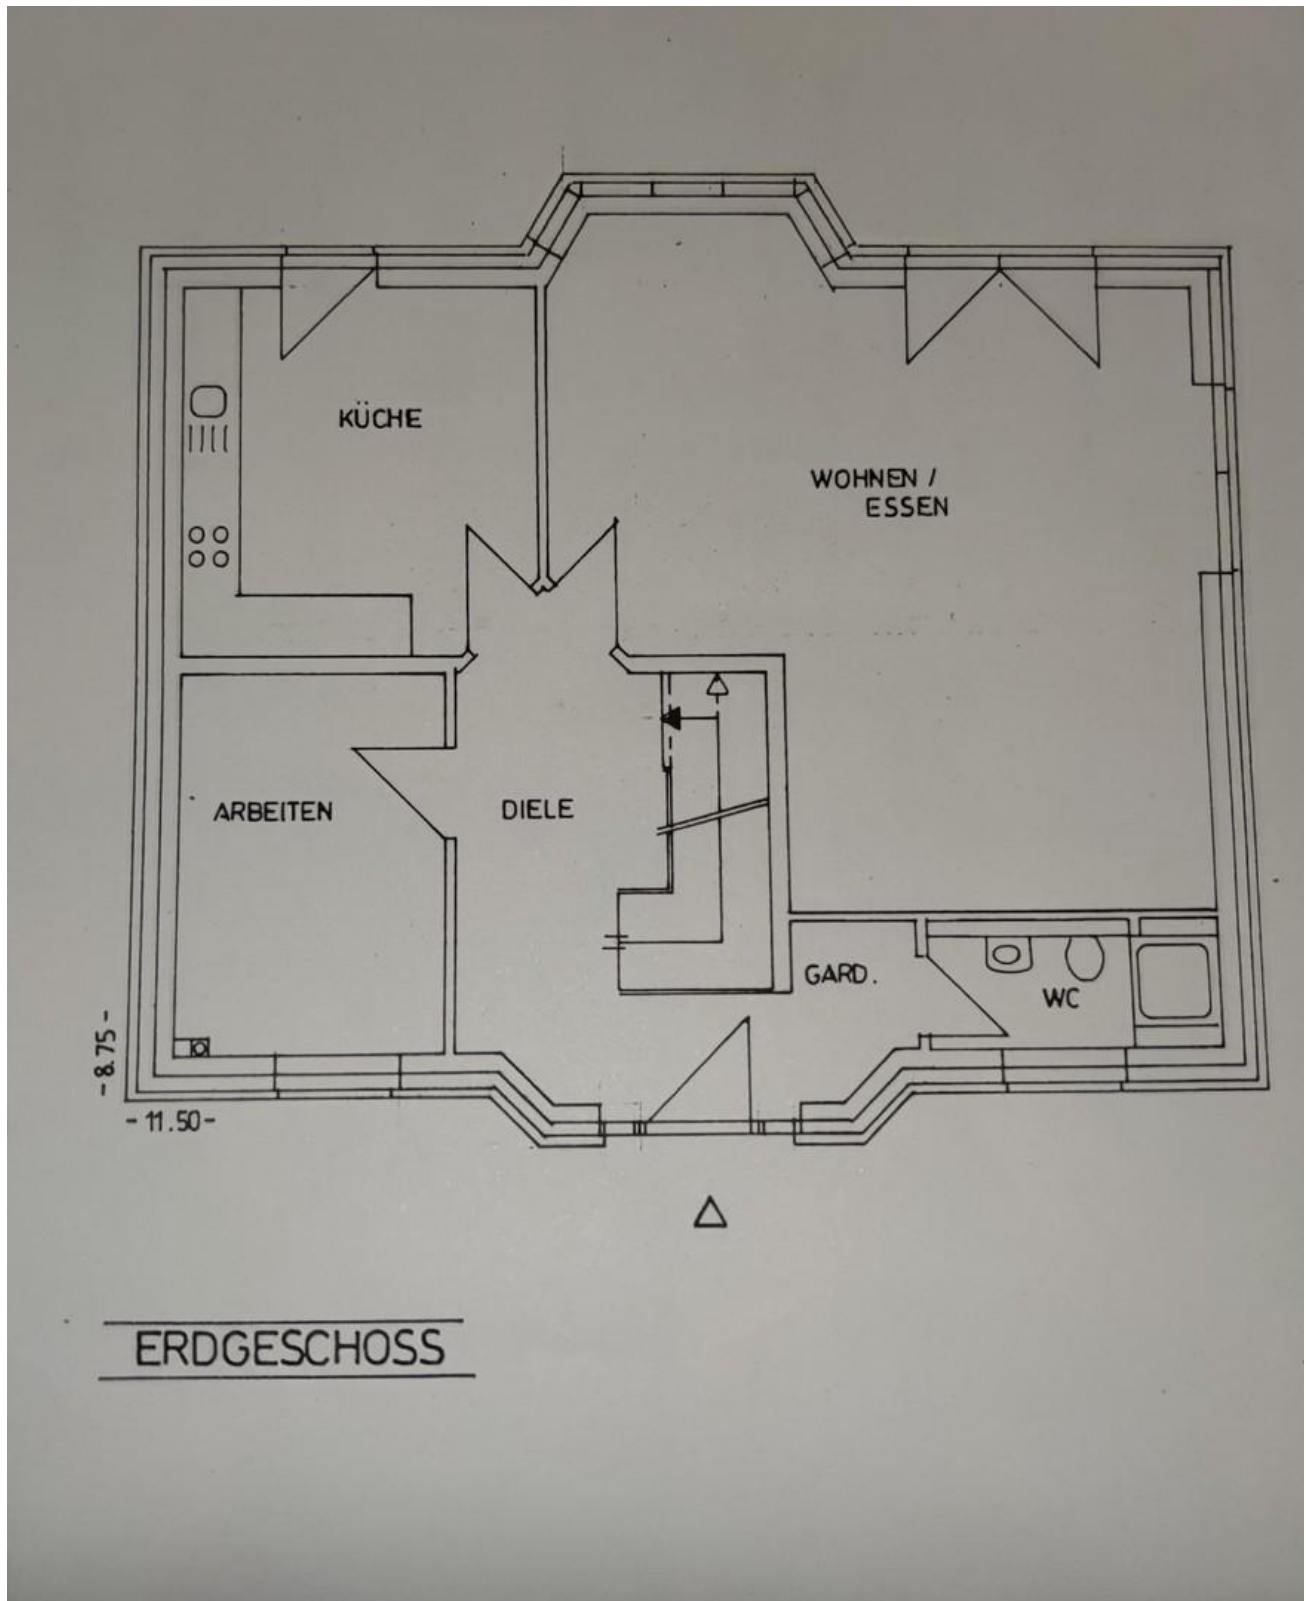 KÜCHE
WOHNEN /
ESSEN
ARBEITEN
DIELE
GARD.
WC
- 8.75 -
- 11.50 -
ERDGESCHOSS